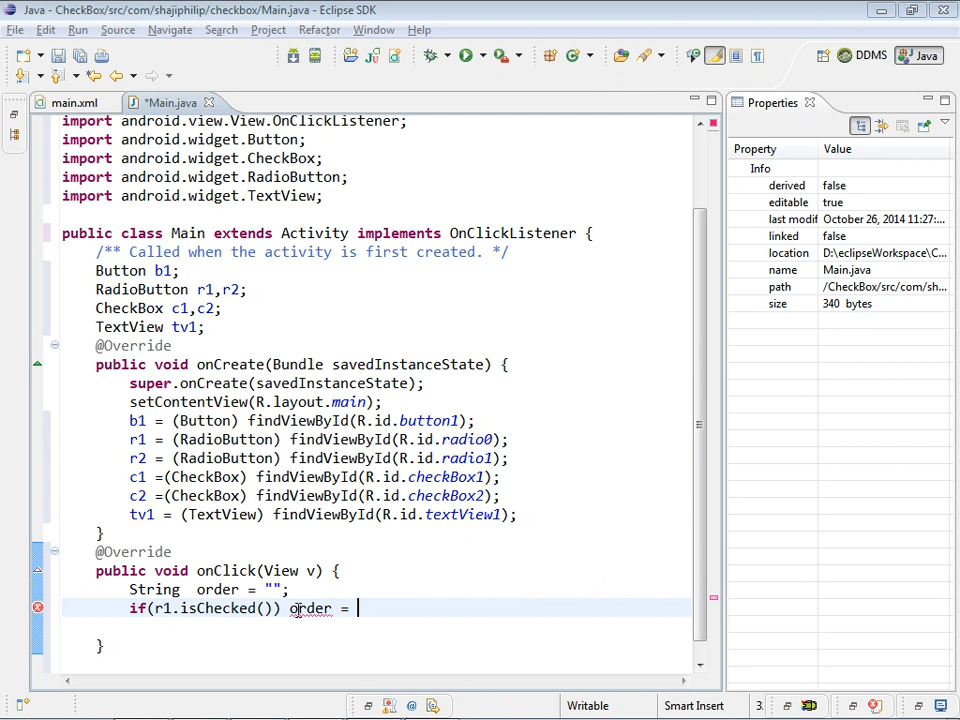 Java - CheckBox/src/com/shajiphilip/checkbox/Main.java - Eclipse SDK
File Edit Run Source Navigate Search Project Refactor Window Help
DDMS Java
main.xml *Main.java Properties
import android.view.View.OnClickListener;
import android.widget.Button;
import android.widget.CheckBox;
import android.widget.RadioButton;
import android.widget.TextView;
public class Main extends Activity implements OnClickListener {
/** Called when the activity is first created. */
Button b1;
RadioButton r1,r2;
CheckBox c1,c2;
TextView tv1;
@Override
public void onCreate(Bundle savedInstanceState) {
super.onCreate(savedInstanceState);
setContentView(R.layout.main);
b1 = (Button) findViewById(R.id.button1);
r1 = (RadioButton) findViewById(R.id.radio0);
r2 = (RadioButton) findViewById(R.id.radio1);
c1 =(CheckBox) findViewById(R.id.checkBox1);
c2 =(CheckBox) findViewById(R.id.checkBox2);
tv1 = (TextView) findViewById(R.id.textView1);
}
@Override
public void onClick(View v) {
String order = "";
if(r1.isChecked()) order =
}
Property Value
Info
derived false
editable true
last modif October 26, 2014 11:27:...
linked false
location D:\eclipseWorkspace\C...
name Main.java
path /CheckBox/src/com/sh...
size 340 bytes
Writable Smart Insert 3.